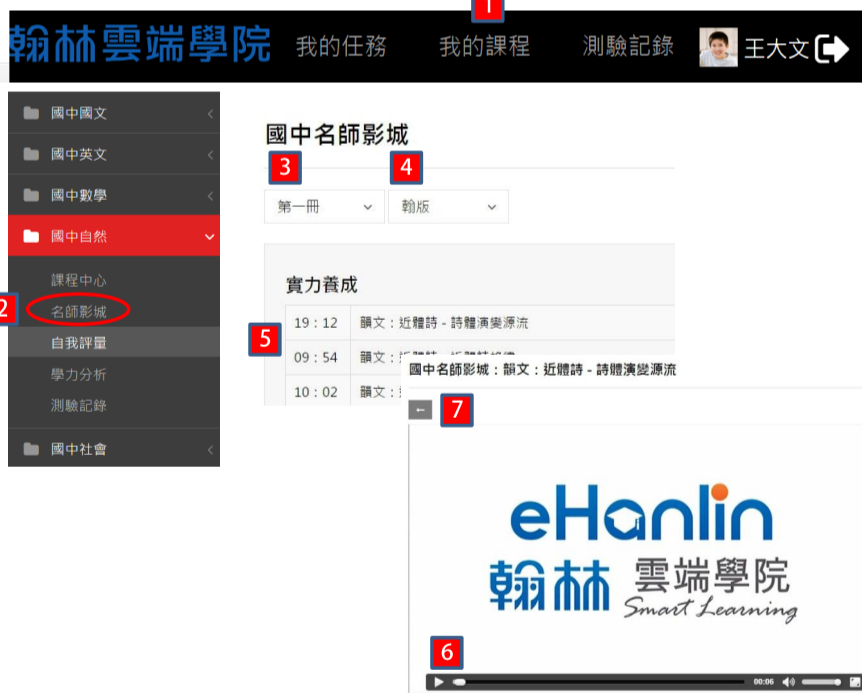 1
翰林雲端學院 我的任務 我的課程 測驗記錄 王大文
國中國文
國中英文
國中數學
國中自然
課程中心
2 名師影城
自我評量
學力分析
測驗記錄
國中社會
國中名師影城
3 4
第一冊 翰版
實力養成
5
19：12 韻文：近體詩 - 詩體演變源流
09：54 韻文：
10：02 韻文：
國中名師影城：韻文：近體詩 - 詩體演變源流
← 7
eHanlin
翰林 雲端學院
Smart Learning
6
00:06